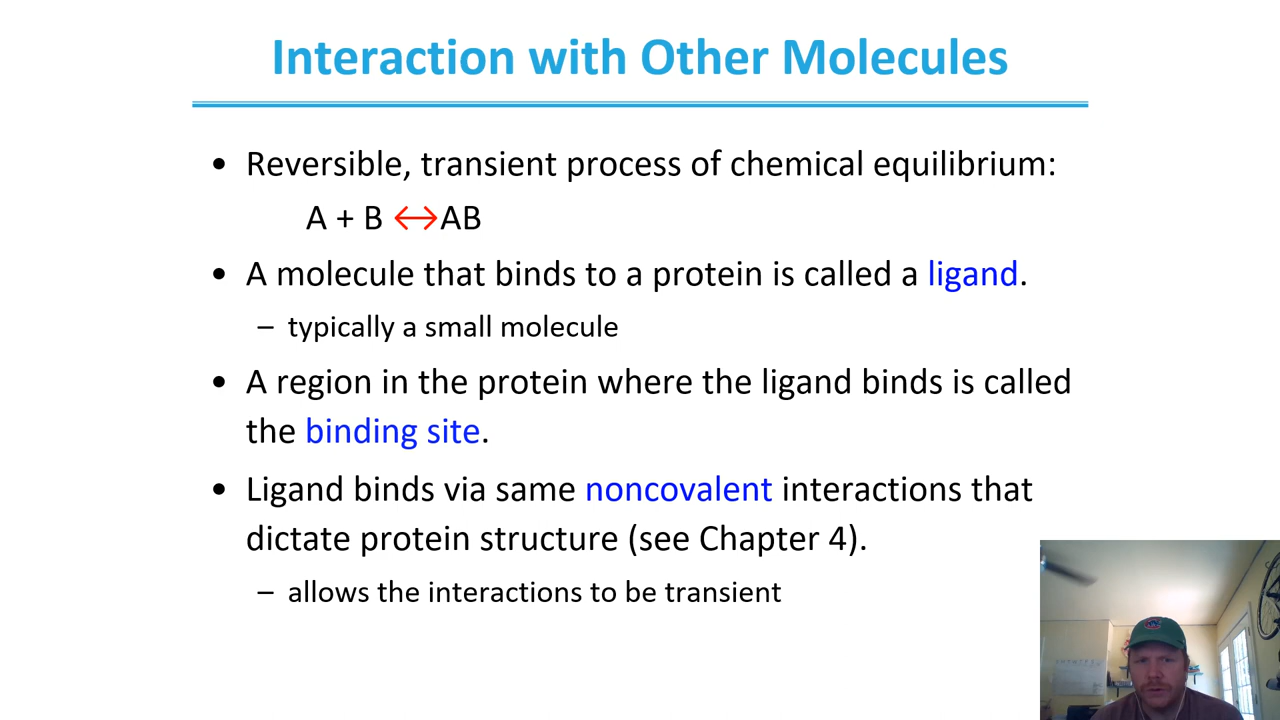 Interaction with Other Molecules
• Reversible, transient process of chemical equilibrium:
A + B ↔AB
• A molecule that binds to a protein is called a ligand.
– typically a small molecule
• A region in the protein where the ligand binds is called
the binding site.
• Ligand binds via same noncovalent interactions that
dictate protein structure (see Chapter 4).
– allows the interactions to be transient